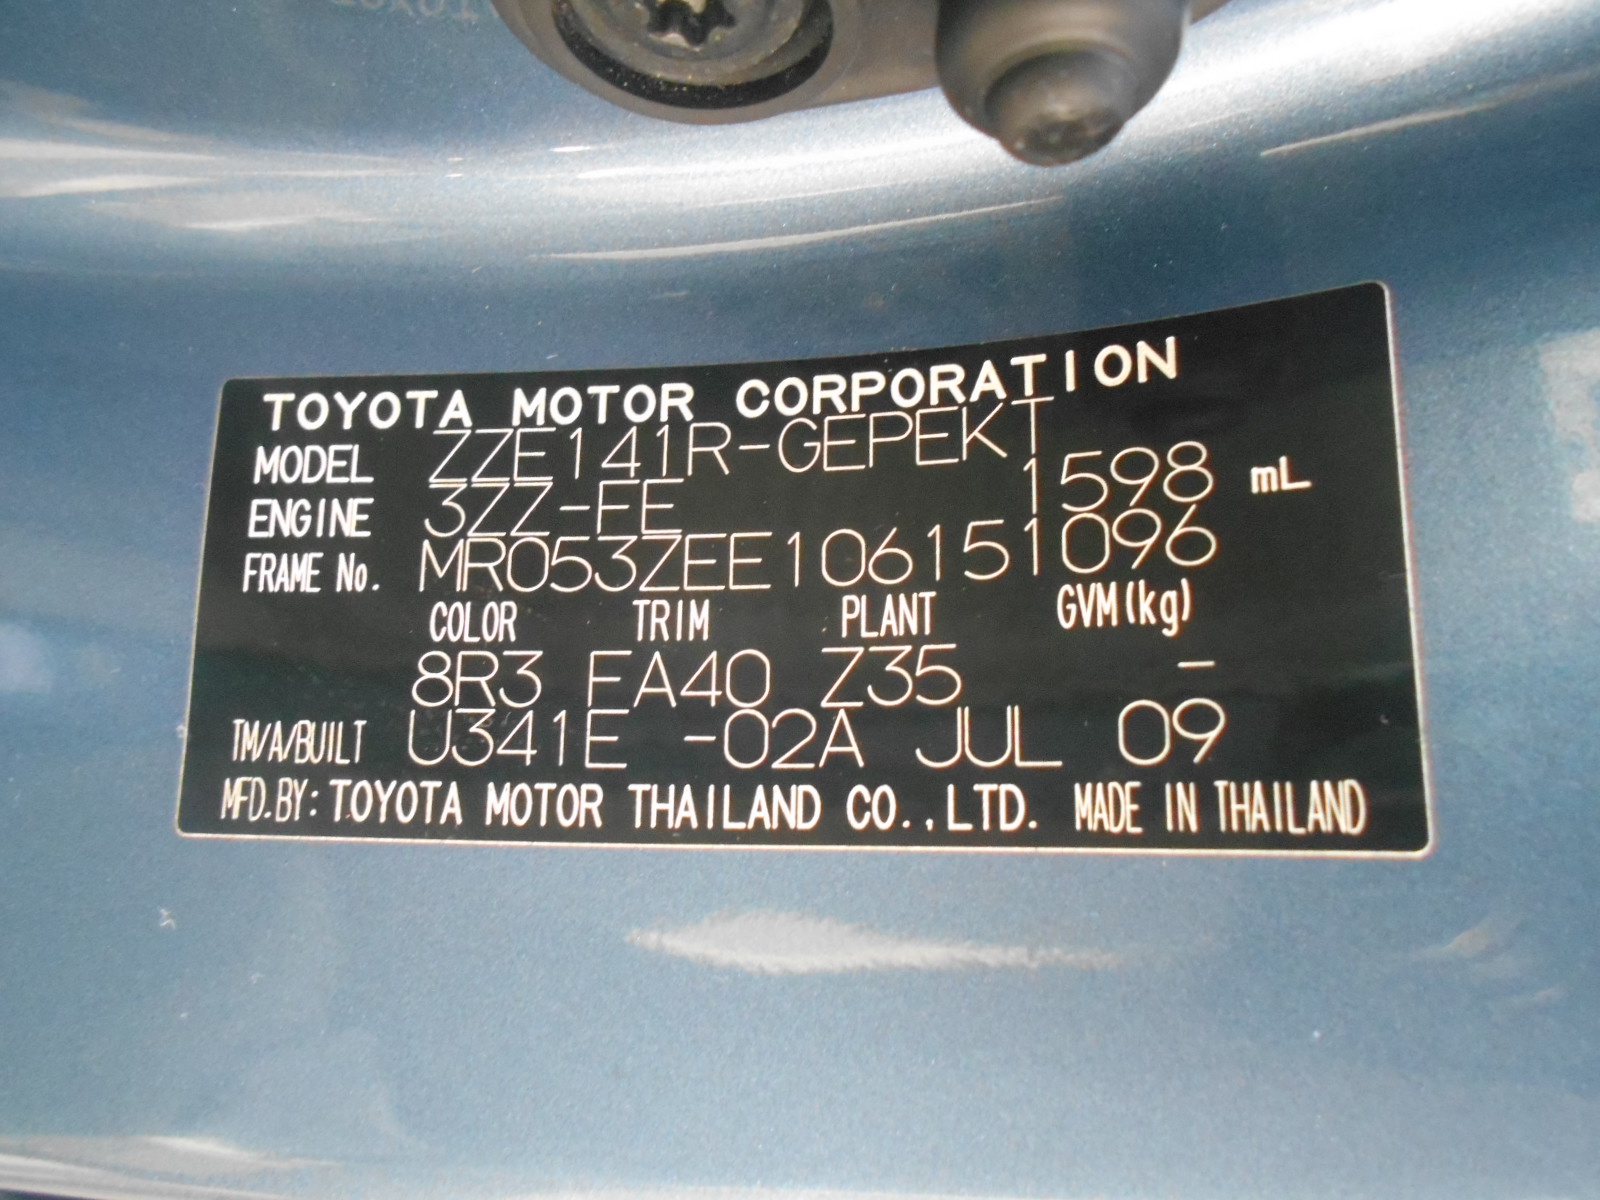 TOYOTA MOTOR CORPORATION
MODEL ZZE141R-GEPEKT
ENGINE 3ZZ-FE 1598 mL
FRAME No. MR053ZEE106151096
COLOR TRIM PLANT GVM(kg)
8R3 FA40 Z35 -
TM/A/BUILT U341E -02A JUL 09
MFD.BY:TOYOTA MOTOR THAILAND CO.,LTD. MADE IN THAILAND